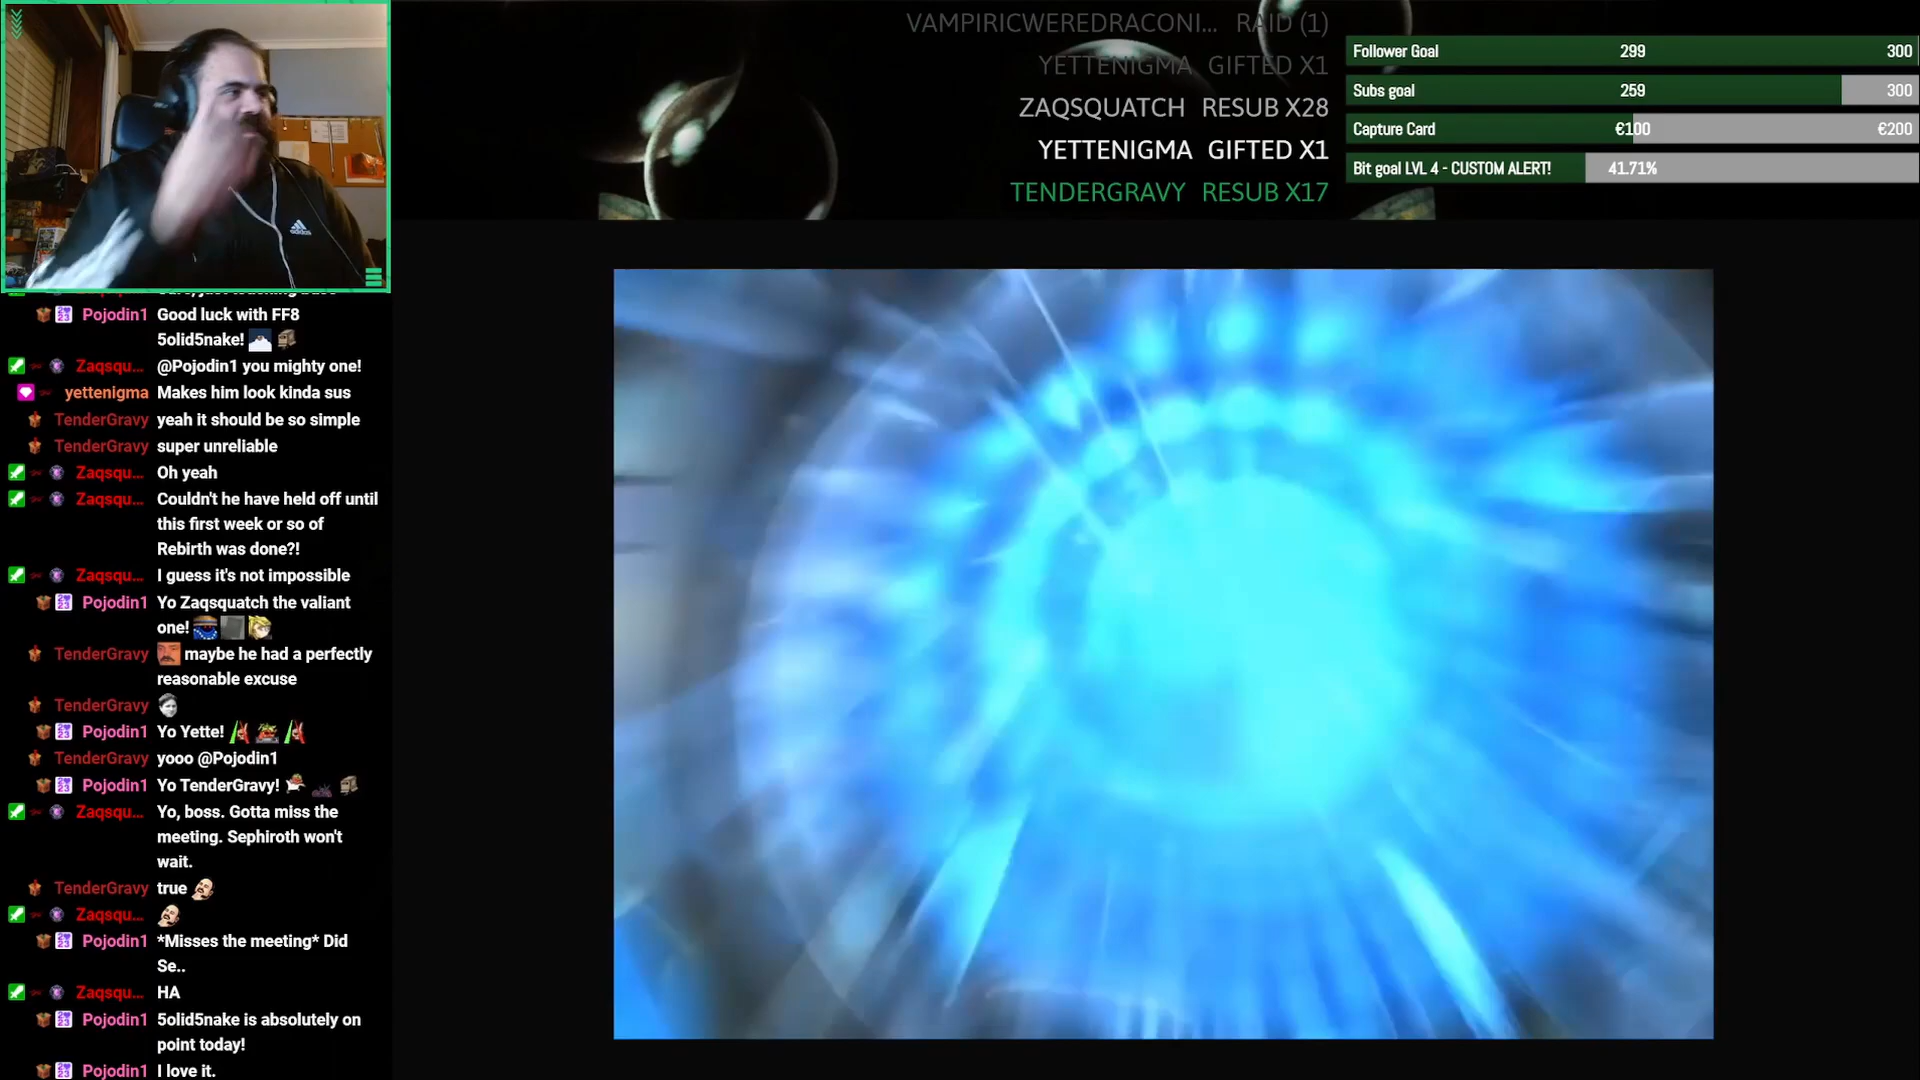 VAMPIRICWEREDRACONI... RAID (1)
YETTENIGMA GIFTED X1
ZAQSQUATCH RESUB X28
YETTENIGMA GIFTED X1
TENDERGRAVY RESUB X17
Follower Goal 299 300
Subs goal 259 300
Capture Card €100 €200
Bit goal LVL 4 - CUSTOM ALERT! 41.71%
adidas
Pojodin1 Good luck with FF8
5olid5nake!
Zaqsqu... @Pojodin1 you mighty one!
yettenigma Makes him look kinda sus
TenderGravy yeah it should be so simple
TenderGravy super unreliable
Zaqsqu... Oh yeah
Zaqsqu... Couldn't he have held off until
this first week or so of
Rebirth was done?!
Zaqsqu... I guess it's not impossible
Pojodin1 Yo Zaqsquatch the valiant
one!
TenderGravy maybe he had a perfectly
reasonable excuse
TenderGravy
Pojodin1 Yo Yette!
TenderGravy yooo @Pojodin1
Pojodin1 Yo TenderGravy!
Zaqsqu... Yo, boss. Gotta miss the
meeting. Sephiroth won't
wait.
TenderGravy true
Zaqsqu...
Pojodin1 *Misses the meeting* Did
Se..
Zaqsqu... HA
Pojodin1 5olid5nake is absolutely on
point today!
Pojodin1 I love it.